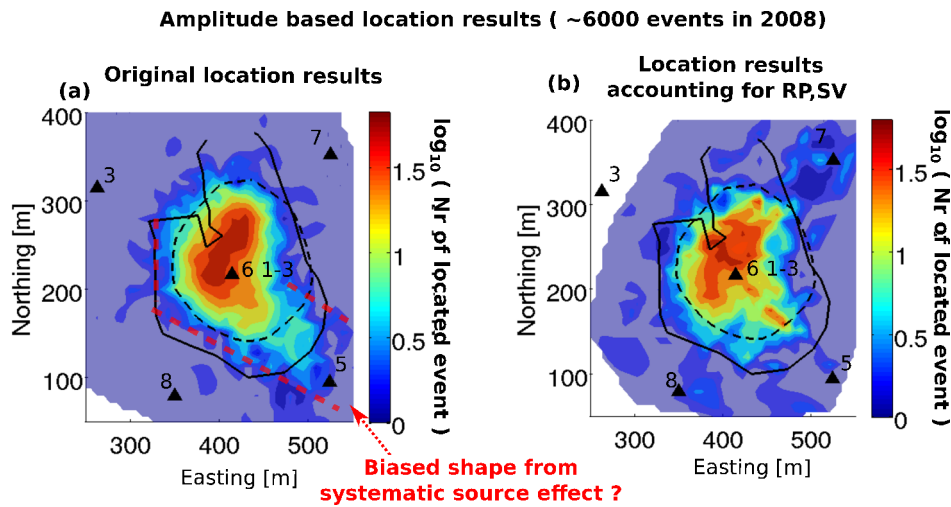 Amplitude based location results ( ~6000 events in 2008)
Original location results
(a)
400
300
200
100
300
400
500
Northing [m]
Easting [m]
3
7
6 1-3
5
8
1.5
1
0.5
0
log₁₀ ( Nr of located event )
Location results
accounting for RP,SV
(b)
400
300
200
100
300
400
500
Northing [m]
Easting [m]
3
7
6 1-3
5
8
1.5
1
0.5
0
log₁₀ ( Nr of located event )
Biased shape from
systematic source effect ?